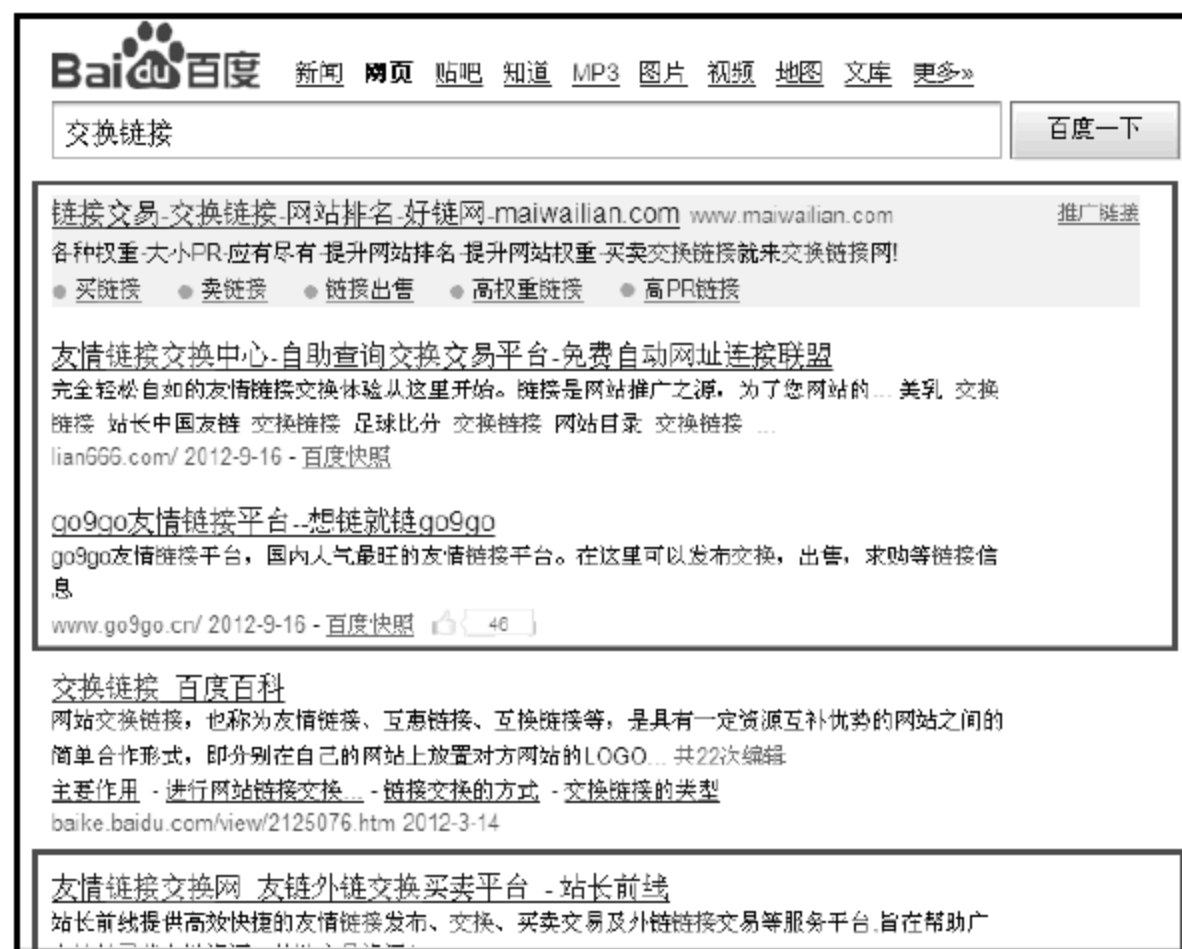 Bai du 百度 新闻 网页 贴吧 知道 MP3 图片 视频 地图 文库 更多»
交换链接 百度一下
链接交易-交换链接-网站排名-好链网-maiwailian.com www.maiwailian.com 推广链接
各种权重-大小PR-应有尽有-提升网站排名-提升网站权重-买卖交换链接就来交换链接网!
买链接 卖链接 链接出售 高权重链接 高PR链接
友情链接交换中心-自助查询交换交易平台-免费自动网址连接联盟
完全轻松自如的友情链接交换体验从这里开始。链接是网站推广之源，为了您网站的... 美乳 交换
链接 站长中国友链 交换链接 足球比分 交换链接 网站目录 交换链接 ...
lian666.com/ 2012-9-16 - 百度快照
go9go友情链接平台--想链就链go9go
go9go友情链接平台，国内人气最旺的友情链接平台。在这里可以发布交换，出售，求购等链接信
息
www.go9go.cn/ 2012-9-16 - 百度快照 46
交换链接_百度百科
网站交换链接，也称为友情链接、互惠链接、互换链接等，是具有一定资源互补优势的网站之间的
简单合作形式，即分别在自己的网站上放置对方网站的LOGO... 共22次编辑
主要作用 - 进行网站链接交换... - 链接交换的方式 - 交换链接的类型
baike.baidu.com/view/2125076.htm 2012-3-14
友情链接交换网_友链外链交换买卖平台 - 站长前线
站长前线提供高效快捷的友情链接发布、交换、买卖交易及外链链接交易等服务平台.旨在帮助广